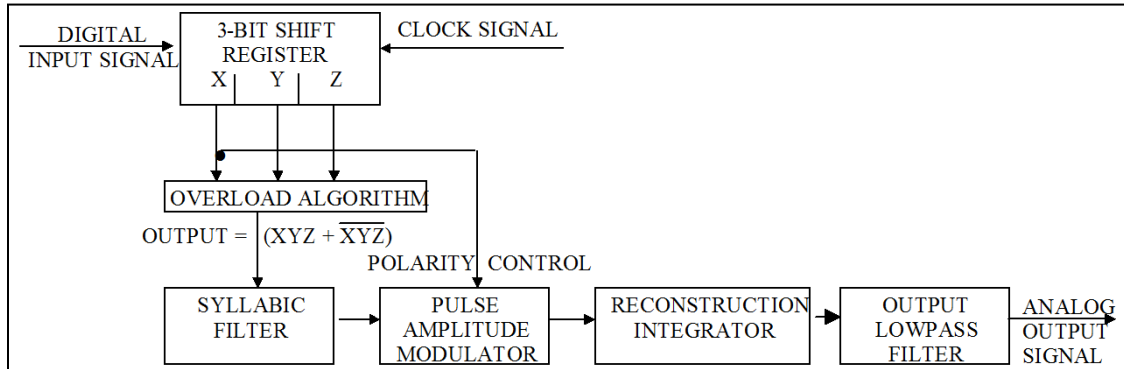 DIGITAL
INPUT SIGNAL
3-BIT SHIFT
REGISTER
X Y Z
CLOCK SIGNAL
OVERLOAD ALGORITHM
OUTPUT = (XYZ + X̅Y̅Z̅)
POLARITY CONTROL
SYLLABIC
FILTER
PULSE
AMPLITUDE
MODULATOR
RECONSTRUCTION
INTEGRATOR
OUTPUT
LOWPASS
FILTER
ANALOG
OUTPUT
SIGNAL